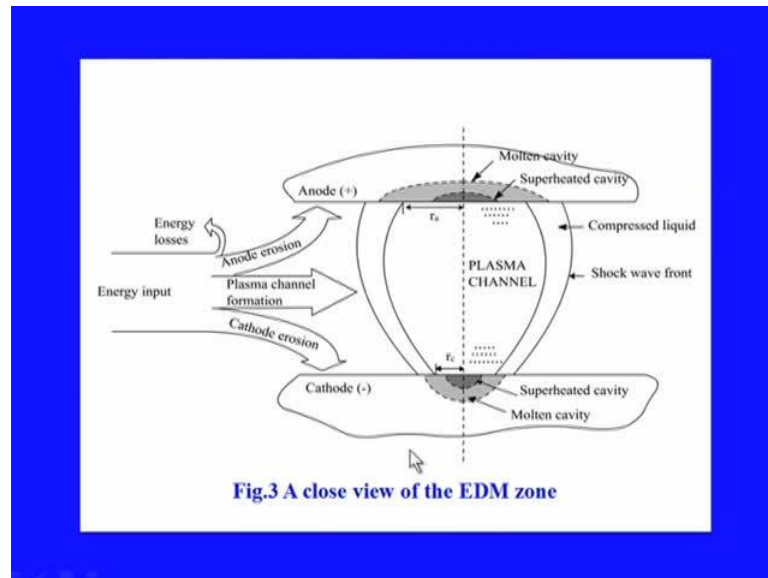 Molten cavity
Superheated cavity
Anode (+)
rₐ
Energy
losses
Anode erosion
Compressed liquid
Energy input
Plasma channel
formation
PLASMA
CHANNEL
Shock wave front
Cathode erosion
r꜀
Cathode (-)
Superheated cavity
Molten cavity
Fig.3 A close view of the EDM zone